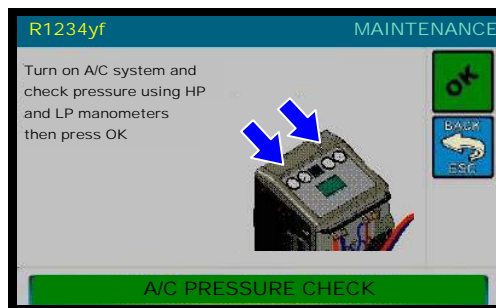 R1234yf
MAINTENANCE
Turn on A/C system and
check pressure using HP
and LP manometers
then press OK
OK
BACK
ESC
A/C PRESSURE CHECK